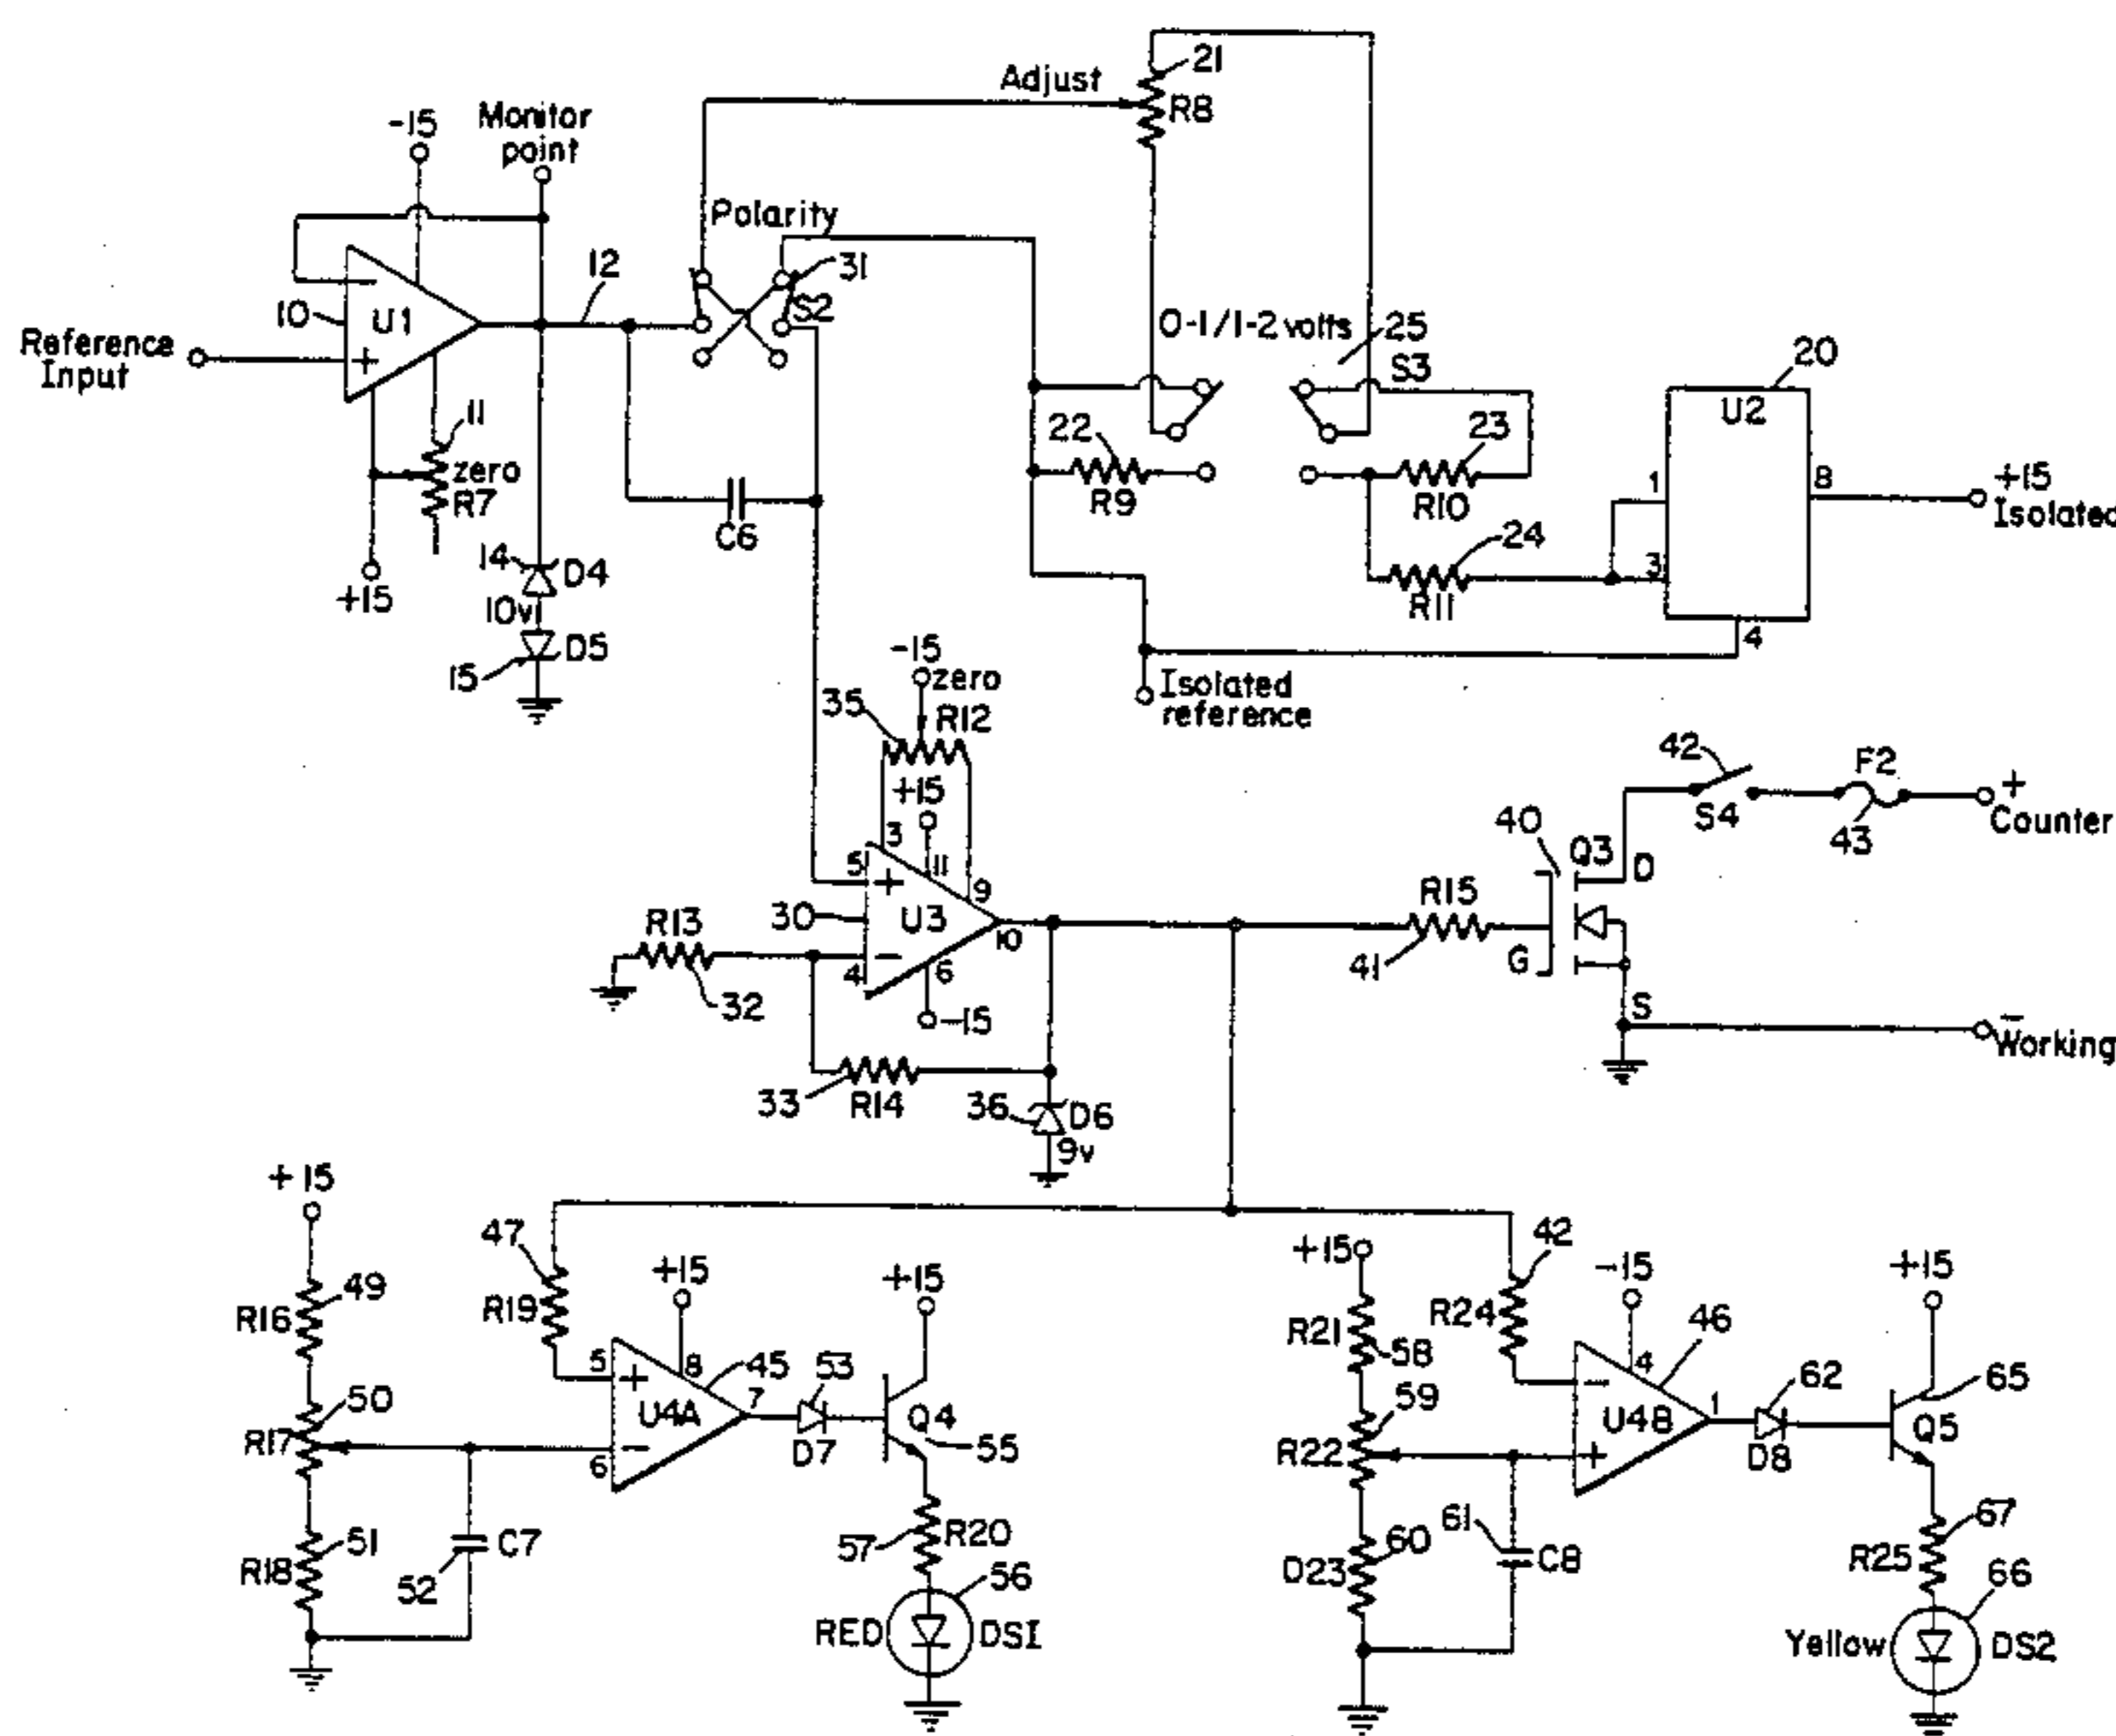 21
Adjust
R8
-15
Monitor
point
Polarity
12
31
S2
10
U1
-
+
Reference
Input
0-1/1-2 volts
25
S3
20
U2
11
zero
R7
22
R9
23
R10
1
8
+15
Isolated
C6
24
3
R11
4
14
D4
10v
+15
D5
15
-15
zero
Isolated
reference
35
R12
+15
42
F2
+
S4
43
Counter
3
11
40
Q3
D
5
+
9
R15
30
U3
10
R13
4
-
6
41
G
32
-15
S
-
Working
33
R14
36
D6
9v
+15
47
+15
+15
+15
42
-15
+15
49
R16
R19
R21
58
R24
46
5
+
8
45
53
4
65
50
U4A
7
Q4
59
-
U4B
1
62
Q5
R17
-
6
D7
55
R22
+
D8
51
C7
R20
61
60
67
R18
52
57
D23
C8
R25
56
66
RED
DS1
Yellow
DS2